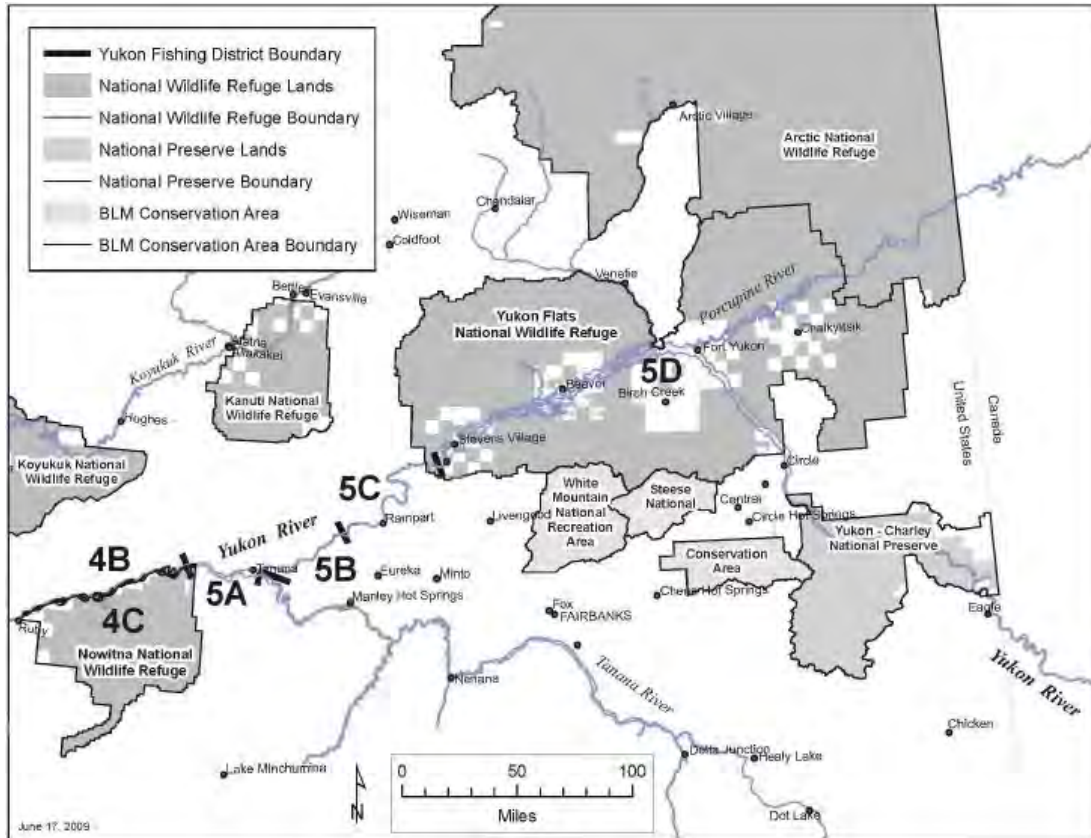 Yukon Fishing District Boundary
National Wildlife Refuge Lands
National Wildlife Refuge Boundary
National Preserve Lands
National Preserve Boundary
BLM Conservation Area
BLM Conservation Area Boundary
Arctic Village
Arctic National
Wildlife Refuge
Chandalar
Wiseman
Coldfoot
Venetie
Porcupine River
Bettles
Evansville
Yukon Flats
National Wildlife Refuge
Chalkyitsik
Alatna
Allakaket
Koyukuk River
Fort Yukon
5D
Beaver
Birch Creek
Kanuti National
Wildlife Refuge
Hughes
Canada
United States
Stevens Village
Koyukuk National
Wildlife Refuge
Circle
5C
White
Mountain
National
Recreation
Area
Steese
National
Central
Circle Hot Springs
Rampart
Livengood
Yukon River
Yukon - Charley
National Preserve
4B
5A
Tanana
5B
Eureka
Minto
Conservation
Area
Manley Hot Springs
Chena Hot Springs
Eagle
Ruby
4C
Fox
FAIRBANKS
Nowitna National
Wildlife Refuge
Yukon River
Nenana
Tanana River
Chicken
Delta Junction
Healy Lake
Lake Minchumina
N
0 50 100
Miles
Dot Lake
June 17, 2009